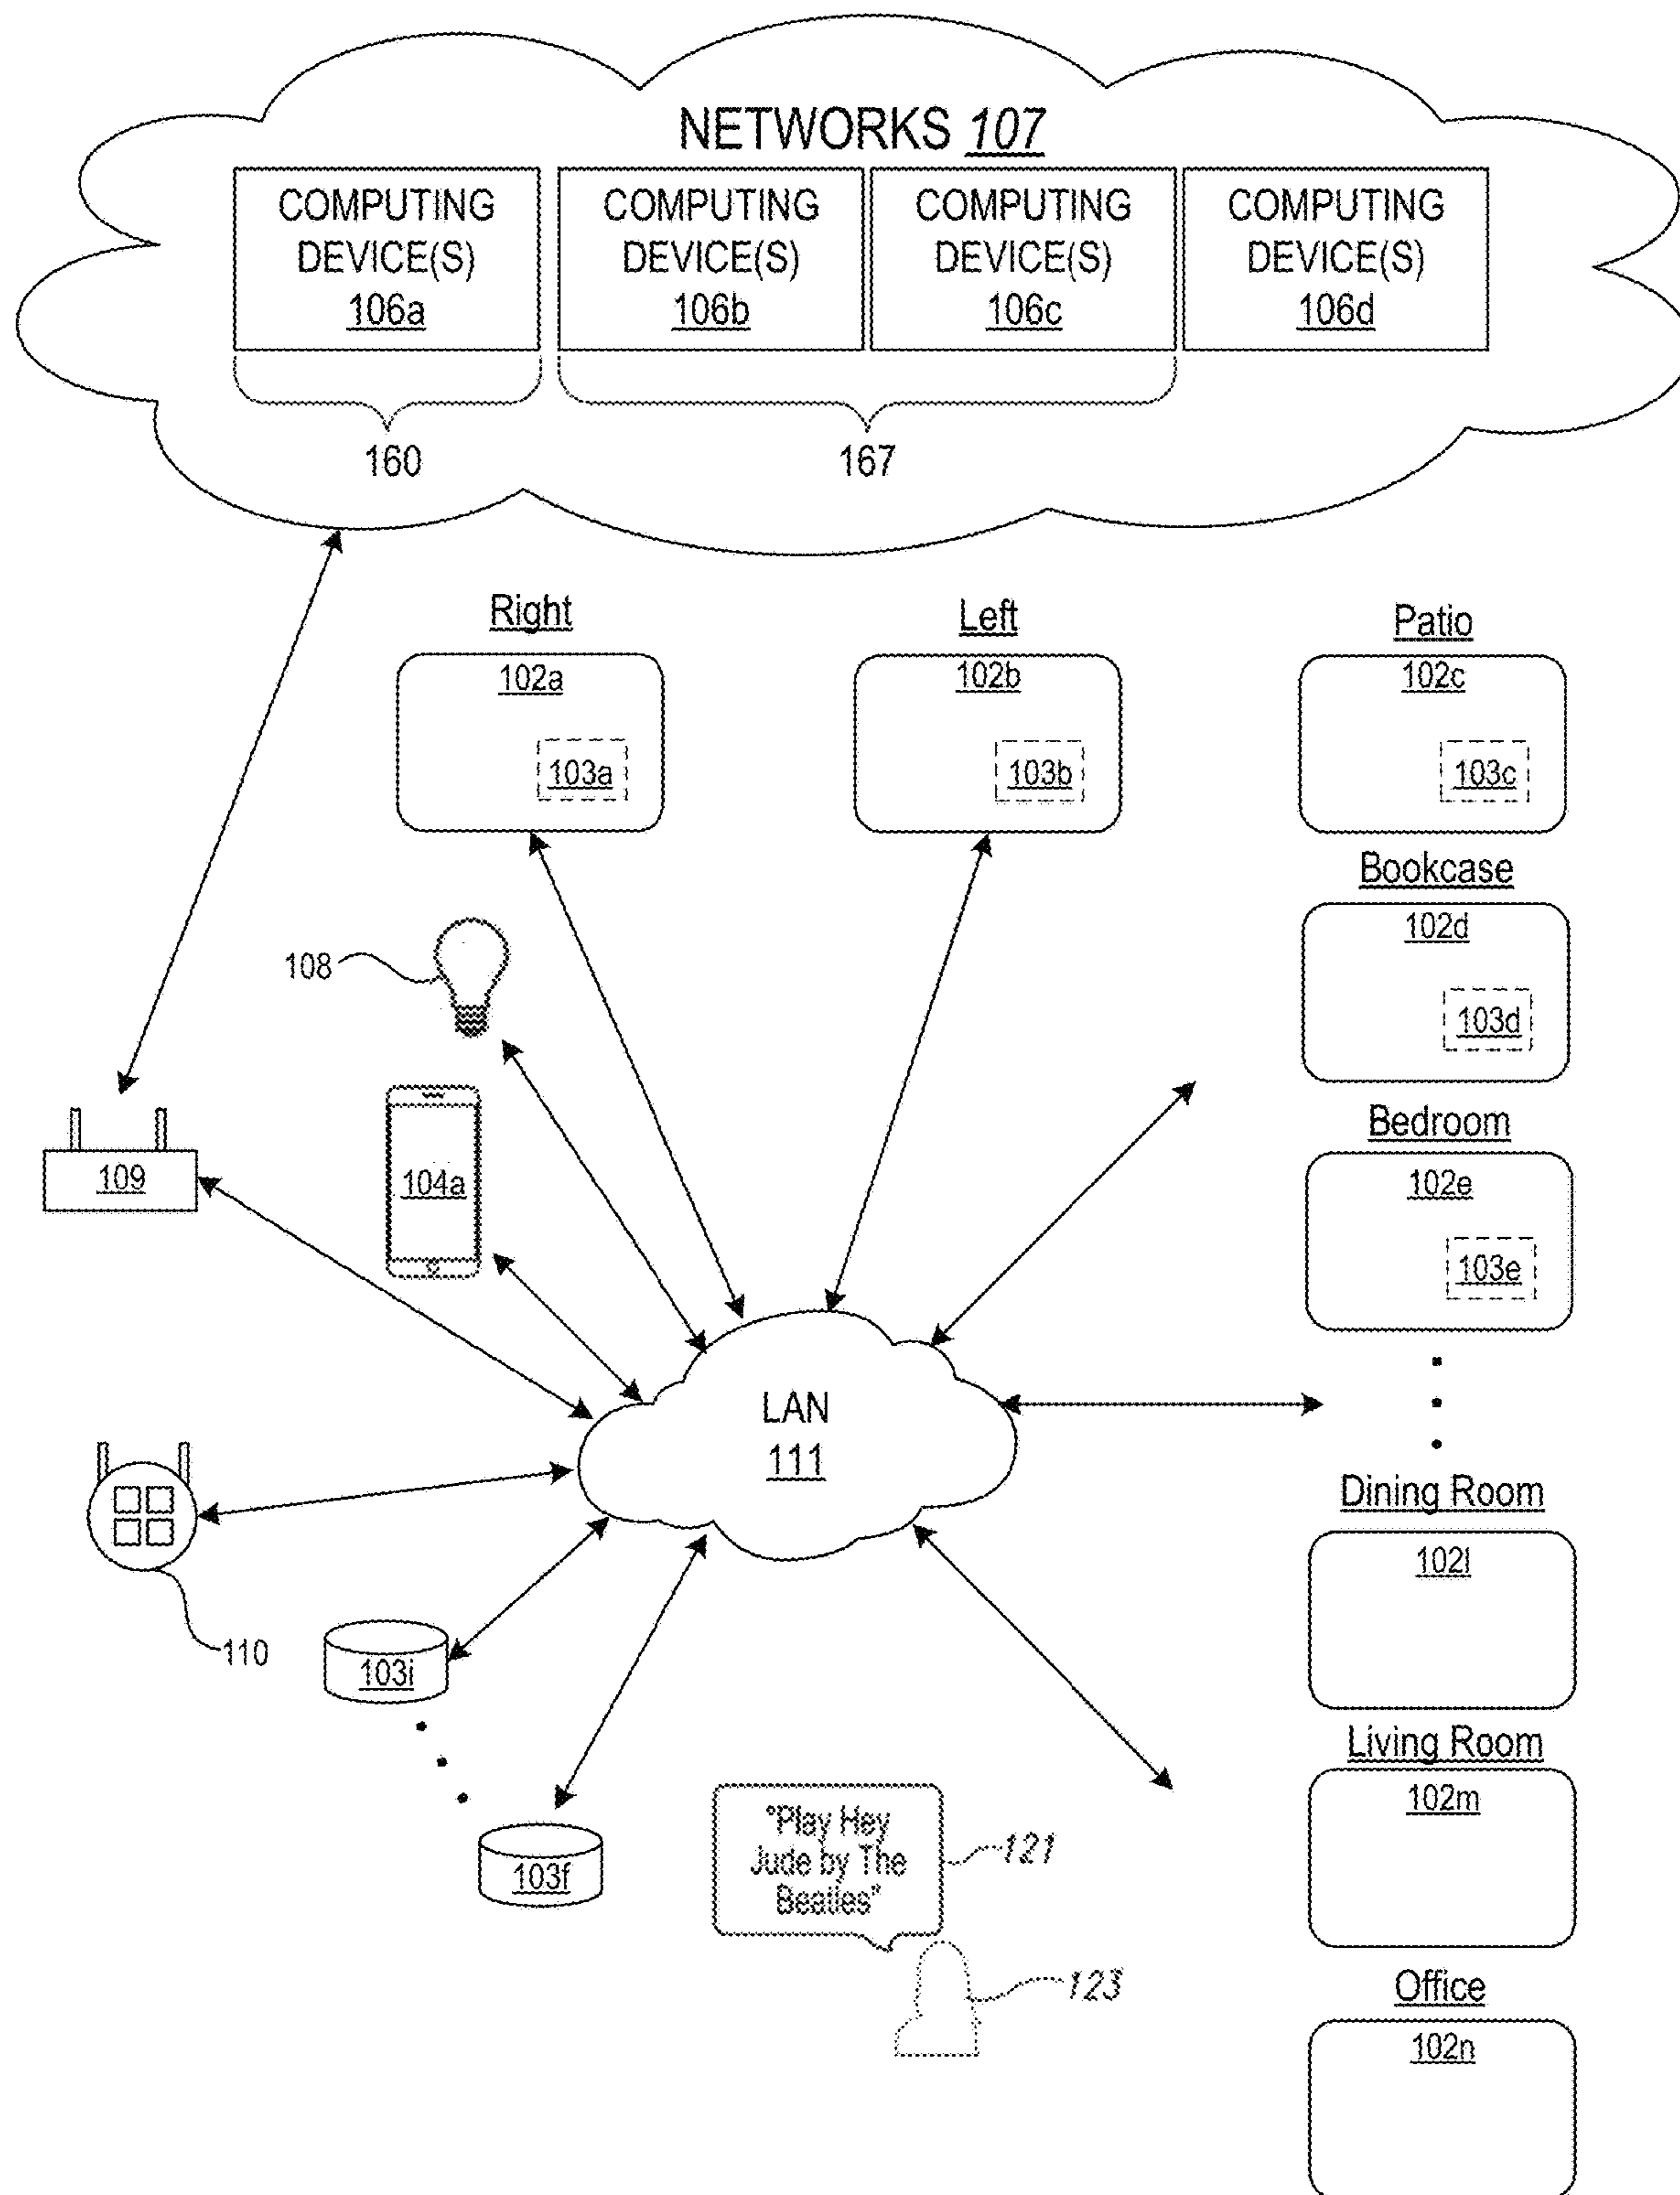 NETWORKS 107
COMPUTING
DEVICE(S)
106a
COMPUTING
DEVICE(S)
106b
COMPUTING
DEVICE(S)
106c
COMPUTING
DEVICE(S)
106d
160
167
Right
102a
103a
Left
102b
103b
Patio
102c
103c
Bookcase
102d
103d
Bedroom
102e
103e
108
104a
109
LAN
111
110
103i
103f
Dining Room
102l
Living Room
102m
Office
102n
"Play Hey
Jude by The
Beatles"
121
123